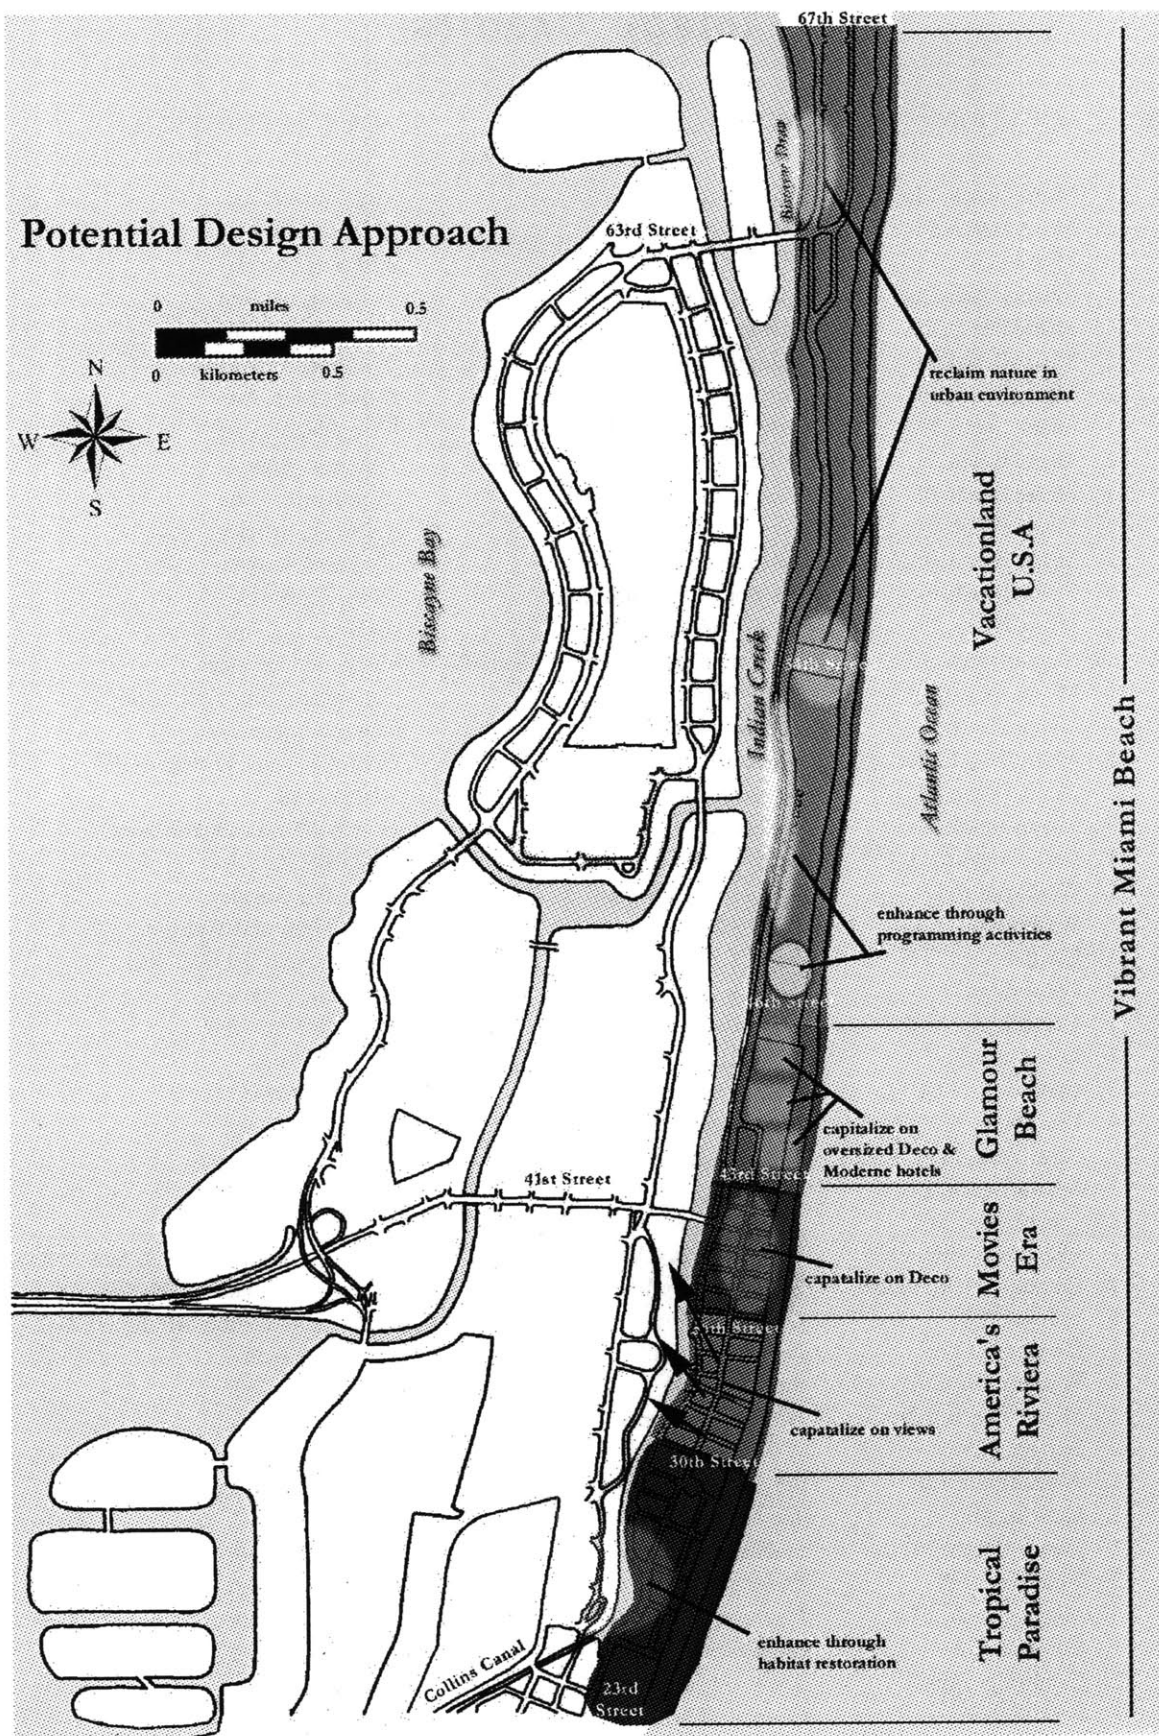 67th Street
Potential Design Approach
63rd Street
0 miles 0.5
0 kilometers 0.5
N
W E
S
reclaim nature in
urban environment
Vacationland
U.S.A
Biscayne Bay
Indian Creek
Atlantic Ocean
Vibrant Miami Beach
enhance through
programming activities
Glamour
Beach
capitalize on
oversized Deco &
Moderne hotels
43rd Street
41st Street
Movies
Era
capatalize on Deco
Street
America's
Riviera
capatalize on views
30th Street
Tropical
Paradise
enhance through
habitat restoration
Collins Canal
23rd
Street